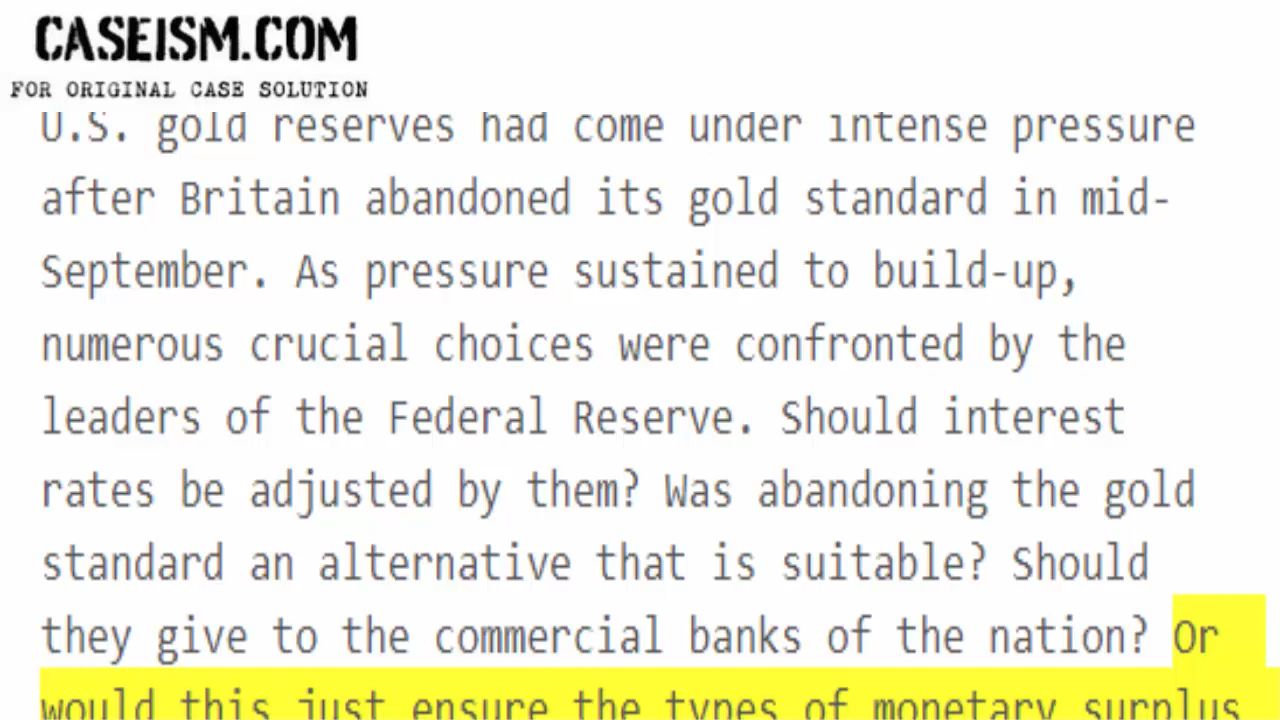 CASEISM.COM
FOR ORIGINAL CASE SOLUTION
U.S. gold reserves had come under intense pressure
after Britain abandoned its gold standard in mid-
September. As pressure sustained to build-up,
numerous crucial choices were confronted by the
leaders of the Federal Reserve. Should interest
rates be adjusted by them? Was abandoning the gold
standard an alternative that is suitable? Should
they give to the commercial banks of the nation? Or
would this just ensure the types of monetary surplus